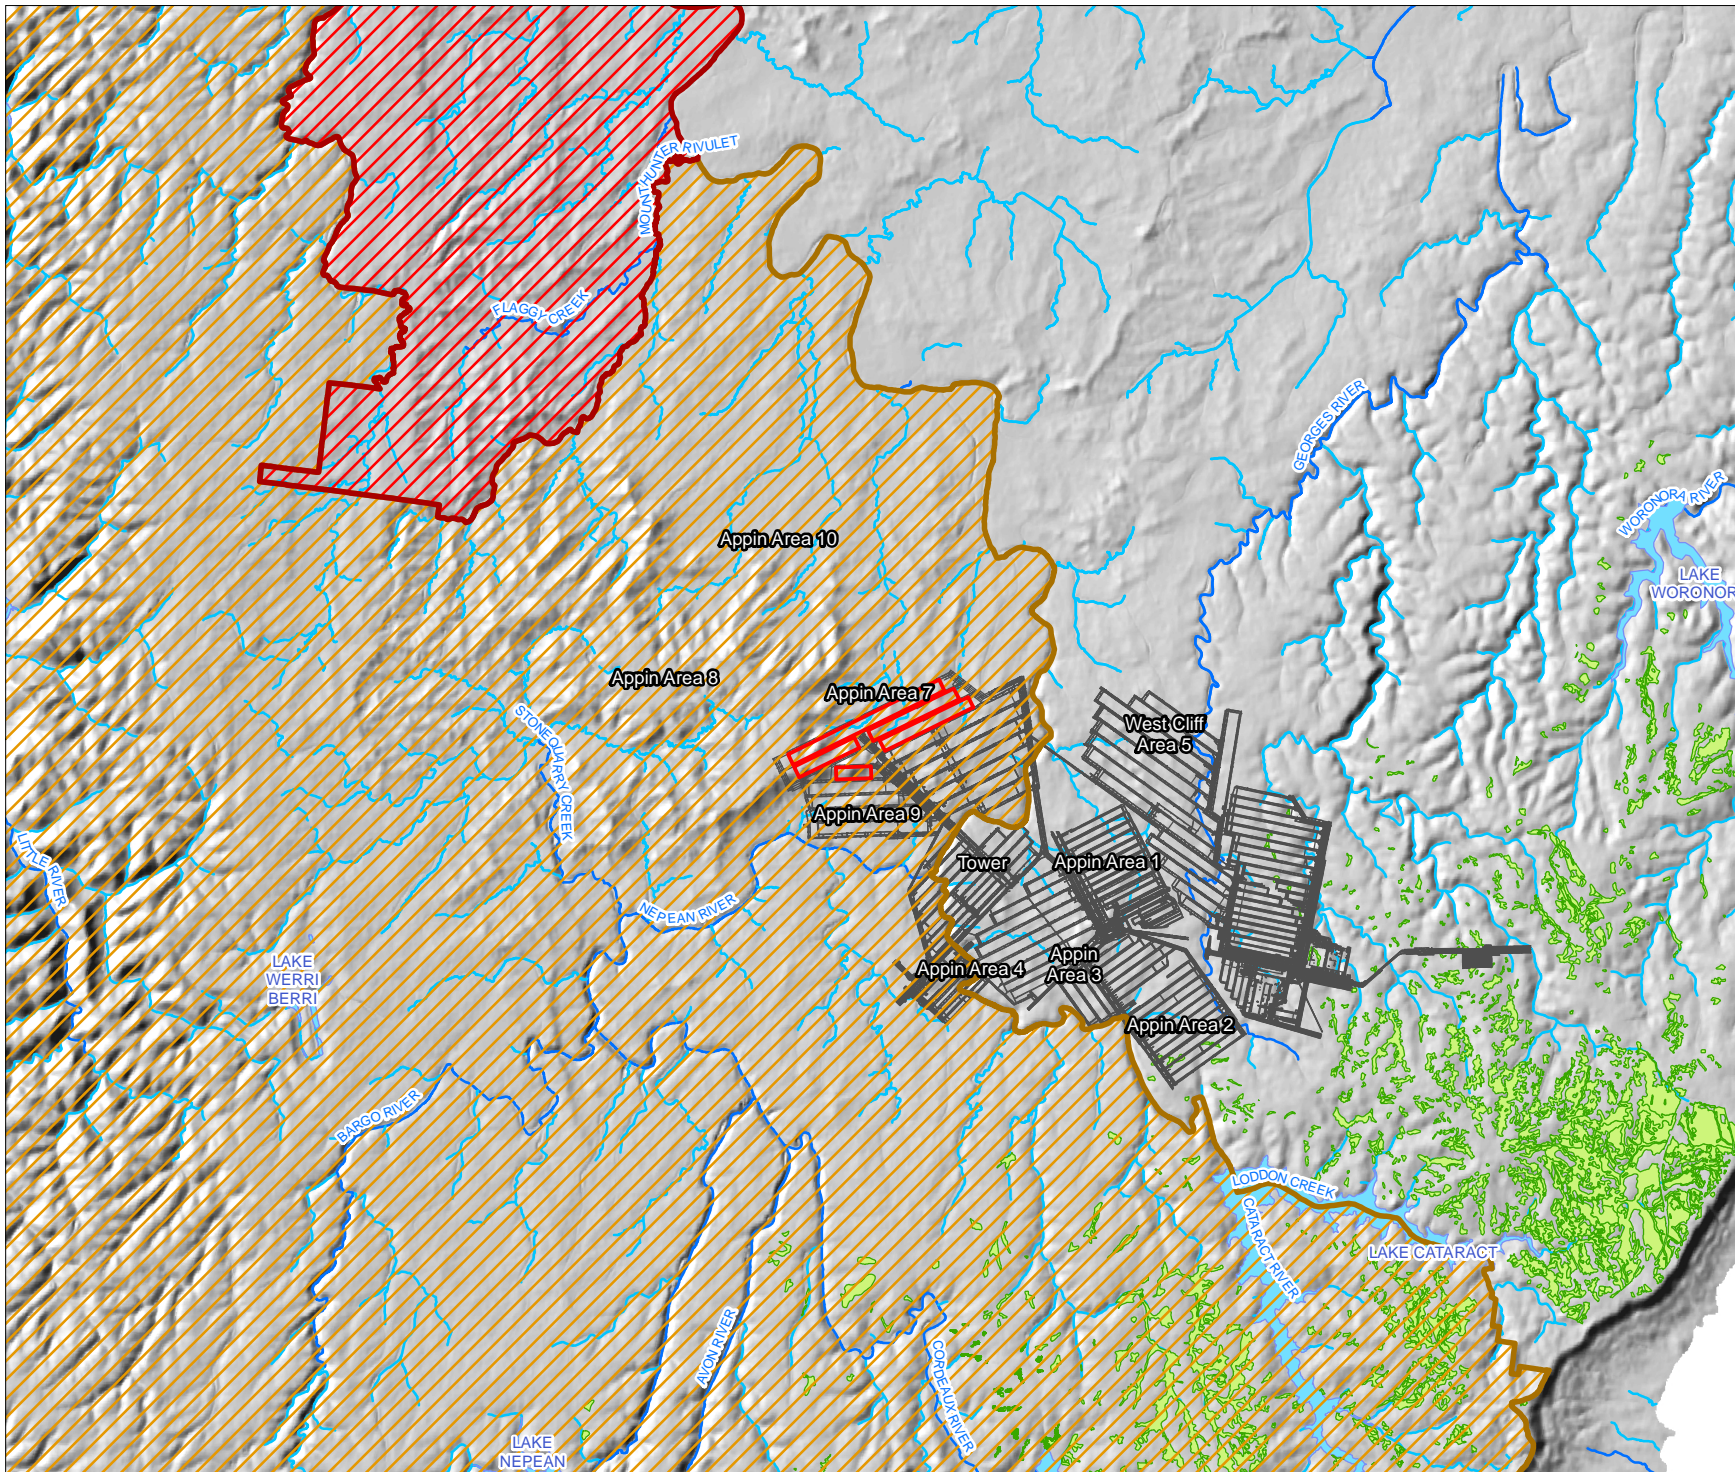 MOUNT HUNTER RIVULET
FLAGGY CREEK
GEORGES RIVER
WORONORA RIVER
Appin Area 10
LAKE
WORONOR
Appin Area 8
Appin Area 7
STONEQUARRY CREEK
West Cliff
Area 5
Appin Area 9
LITTLE RIVER
Tower
Appin Area 1
NEPEAN RIVER
LAKE
WERRI
BERRI
Appin Area 4
Appin
Area 3
Appin Area 2
BARGO RIVER
LODDON CREEK
CATARACT RIVER
LAKE CATARACT
AVON RIVER
CORDEAUX RIVER
LAKE
NEPEAN